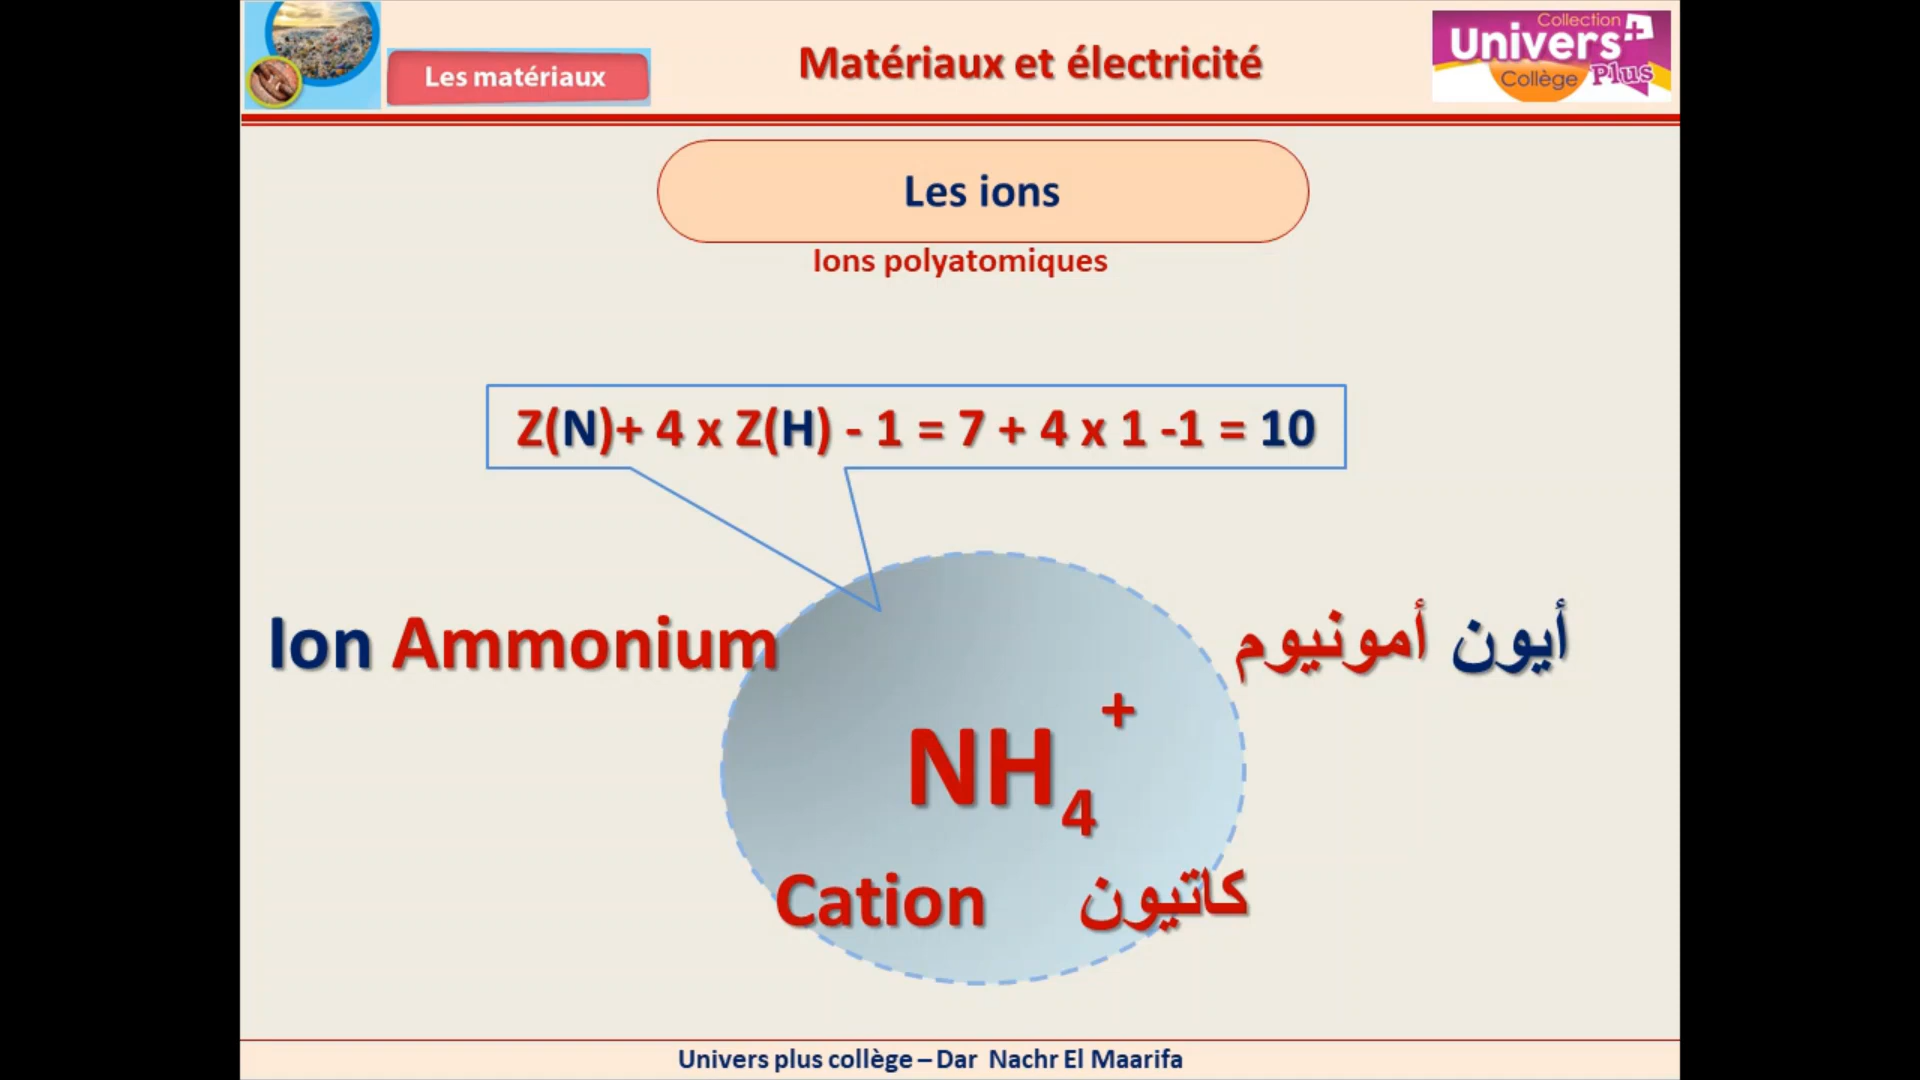 Les matériaux
Matériaux et électricité
Collection
Univers+
Collège Plus
Les ions
Ions polyatomiques
Z(N)+ 4 x Z(H) - 1 = 7 + 4 x 1 -1 = 10
Ion Ammonium
أيون أمونيوم
NH₄⁺
Cation
كاتيون
Univers plus collège – Dar Nachr El Maarifa